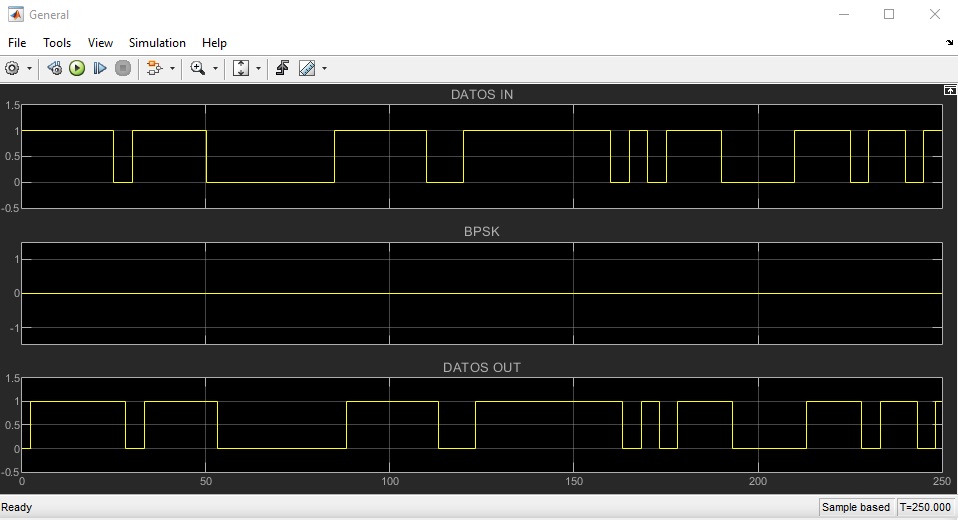 General
File Tools View Simulation Help
DATOS IN
1.5
1
0.5
0
-0.5
BPSK
1
0
-1
DATOS OUT
1.5
1
0.5
0
-0.5
0 50 100 150 200 250
Ready Sample based T=250.000